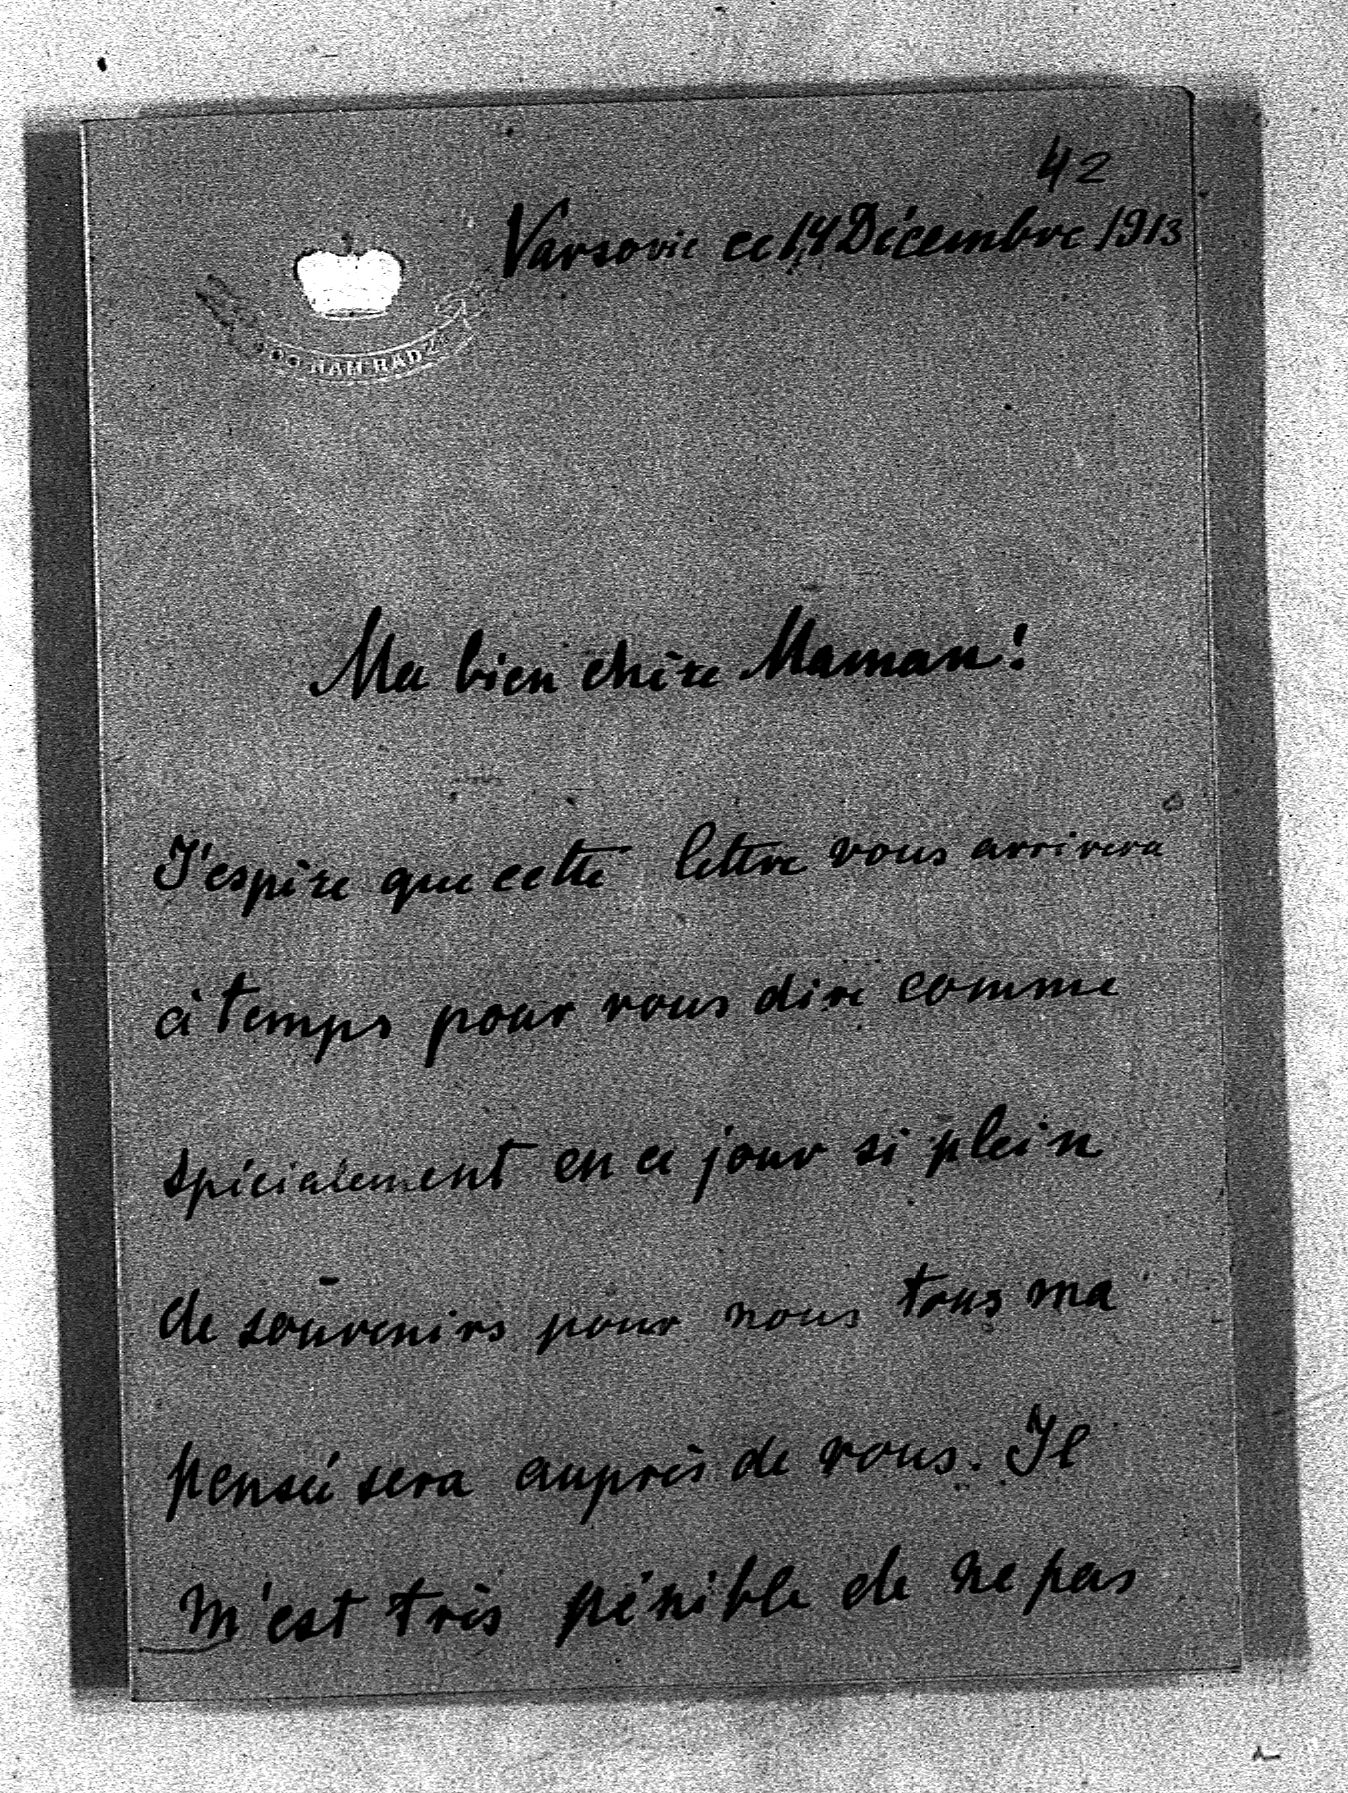 42
Varsovie ce 14 Décembre 1913
NAM RADZ
Ma bien chère Maman!
J'espère que cette lettre vous arrivera
à temps pour vous dire comme
spécialement en ce jour si plein
de souvenirs pour nous tous ma
pensée sera auprès de vous. Il
m'est très pénible de ne pas